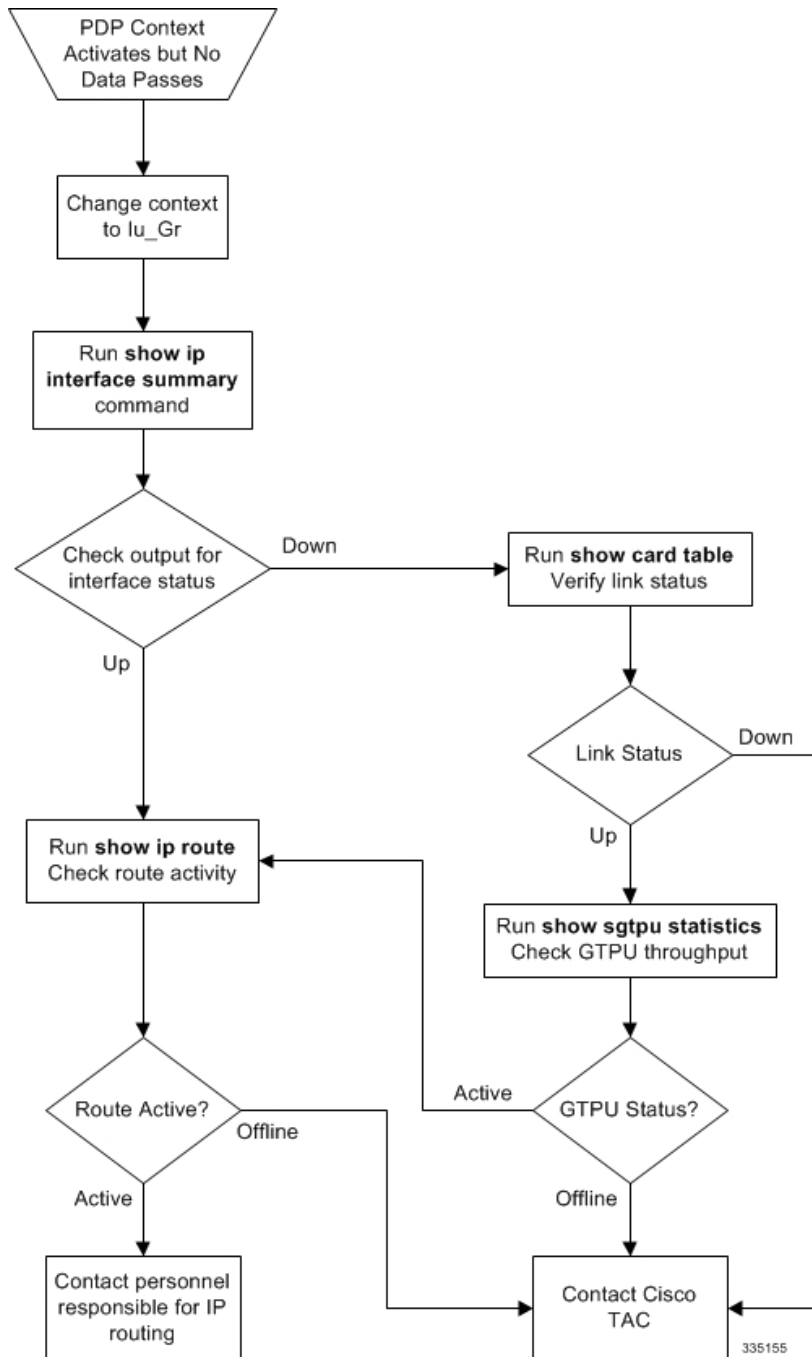 PDP Context
Activates but No
Data Passes
Change context
to Iu_Gr
Run show ip
interface summary
command
Check output for
interface status
Down
Up
Run show card table
Verify link status
Link Status
Down
Up
Run show ip route
Check route activity
Run show sgtpu statistics
Check GTPU throughput
Route Active?
Offline
Active
GTPU Status?
Active
Offline
Contact personnel
responsible for IP
routing
Contact Cisco
TAC
335155